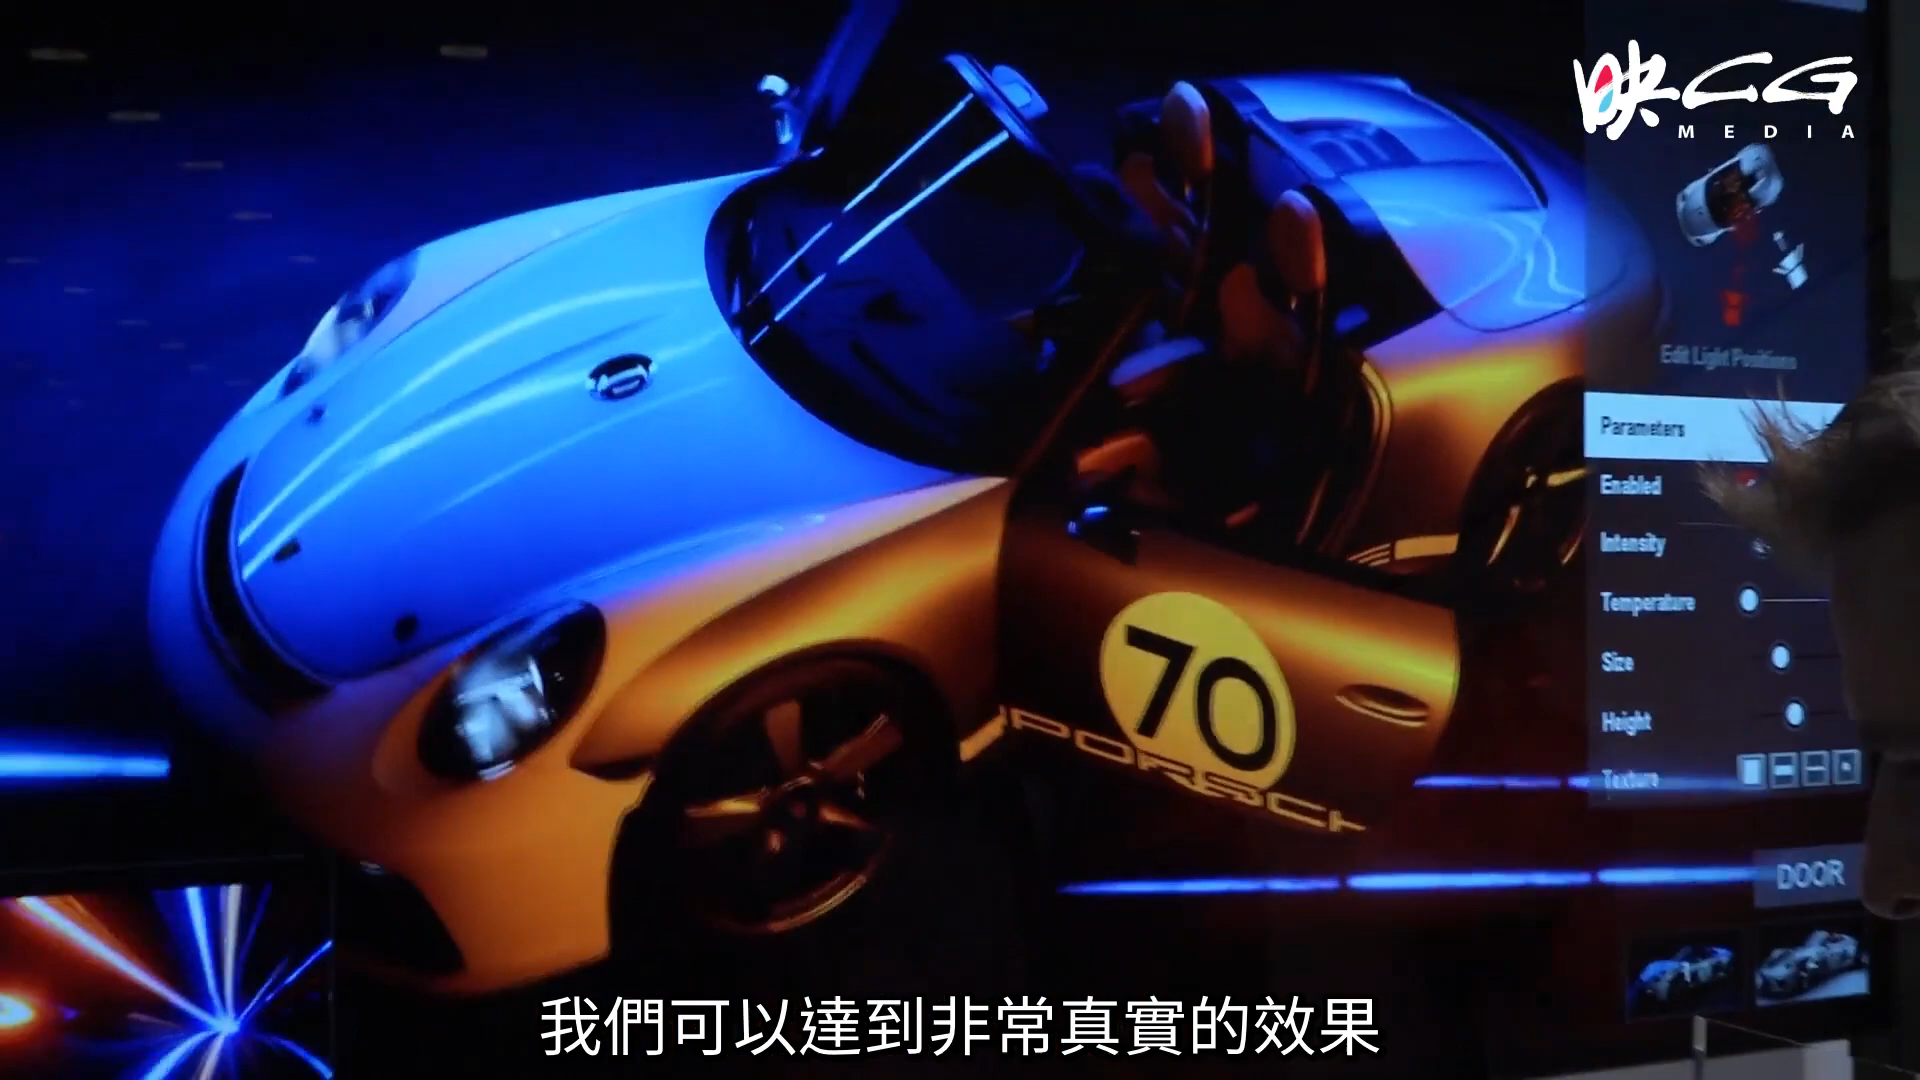 映CG
MEDIA
Edit Light Positions
Parameters
Enabled
Intensity
Temperature
Size
Height
Texture
70
PORSCH
DOOR
我們可以達到非常真實的效果